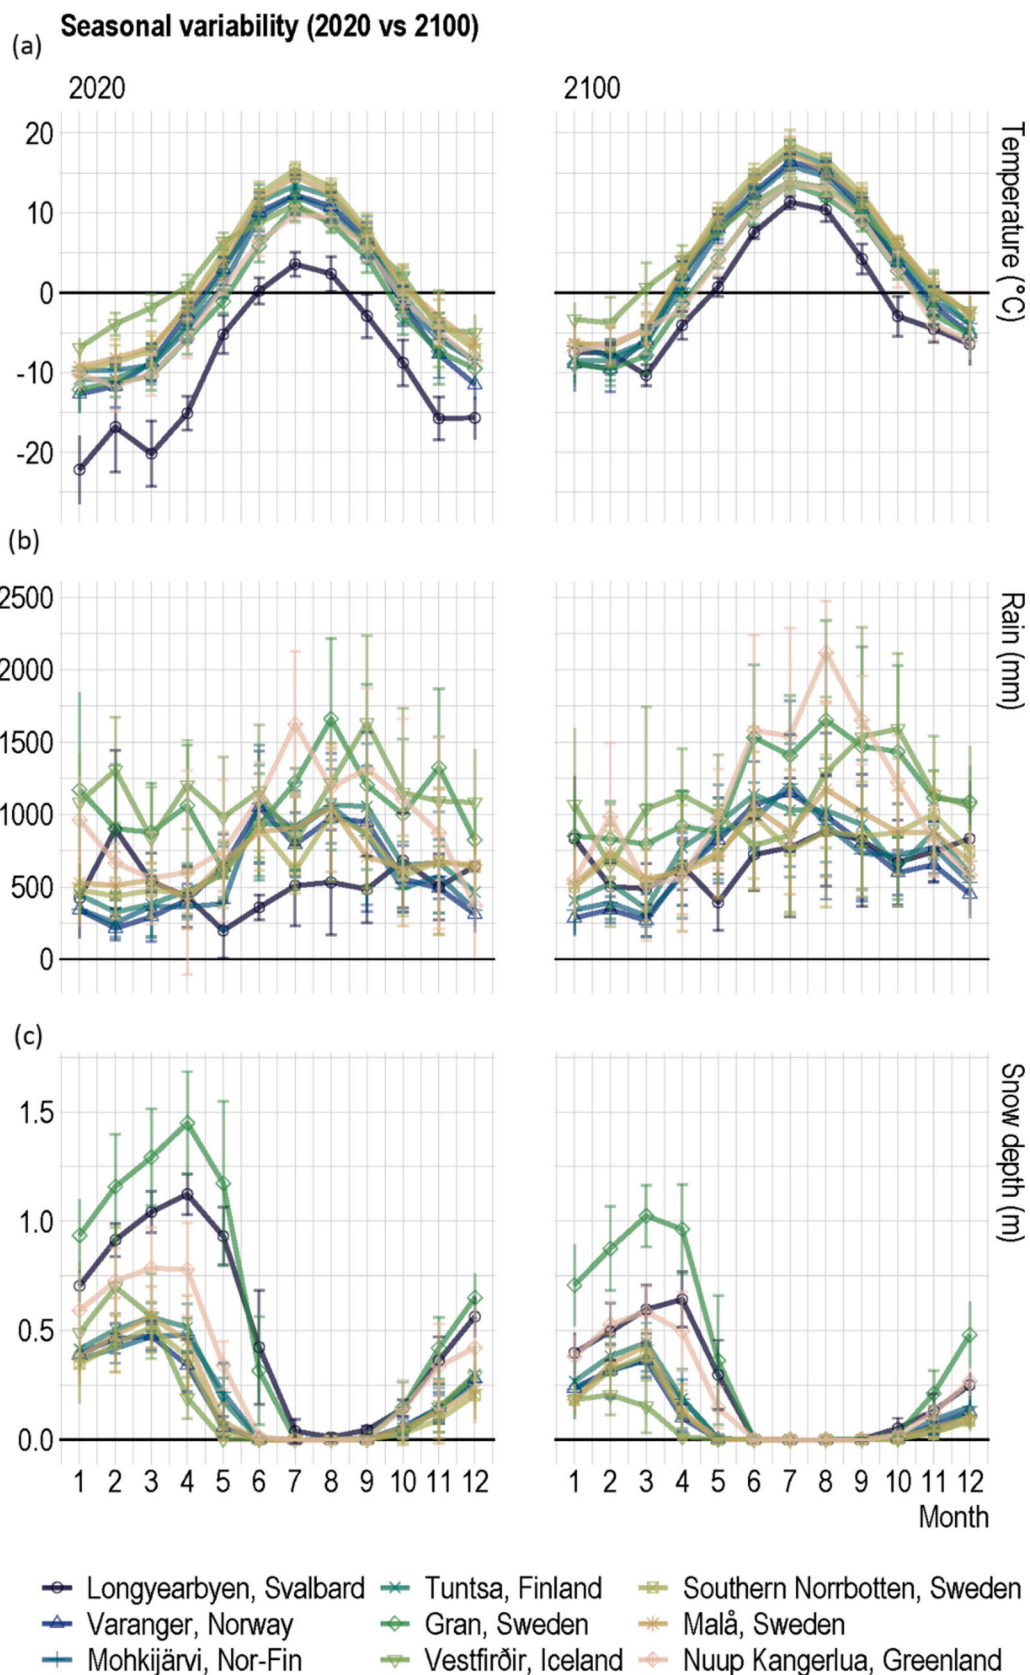 Seasonal variability (2020 vs 2100)
(a)
2020
2100
20
10
0
-10
-20
Temperature (°C)
(b)
2500
2000
1500
1000
500
0
Rain (mm)
(c)
1.5
1.0
0.5
0.0
Snow depth (m)
1 2 3 4 5 6 7 8 9 10 11 12
1 2 3 4 5 6 7 8 9 10 11 12
Month
Longyearbyen, Svalbard
Tuntsa, Finland
Southern Norrbotten, Sweden
Varanger, Norway
Gran, Sweden
Malå, Sweden
Mohkijärvi, Nor-Fin
Vestfirðir, Iceland
Nuup Kangerlua, Greenland